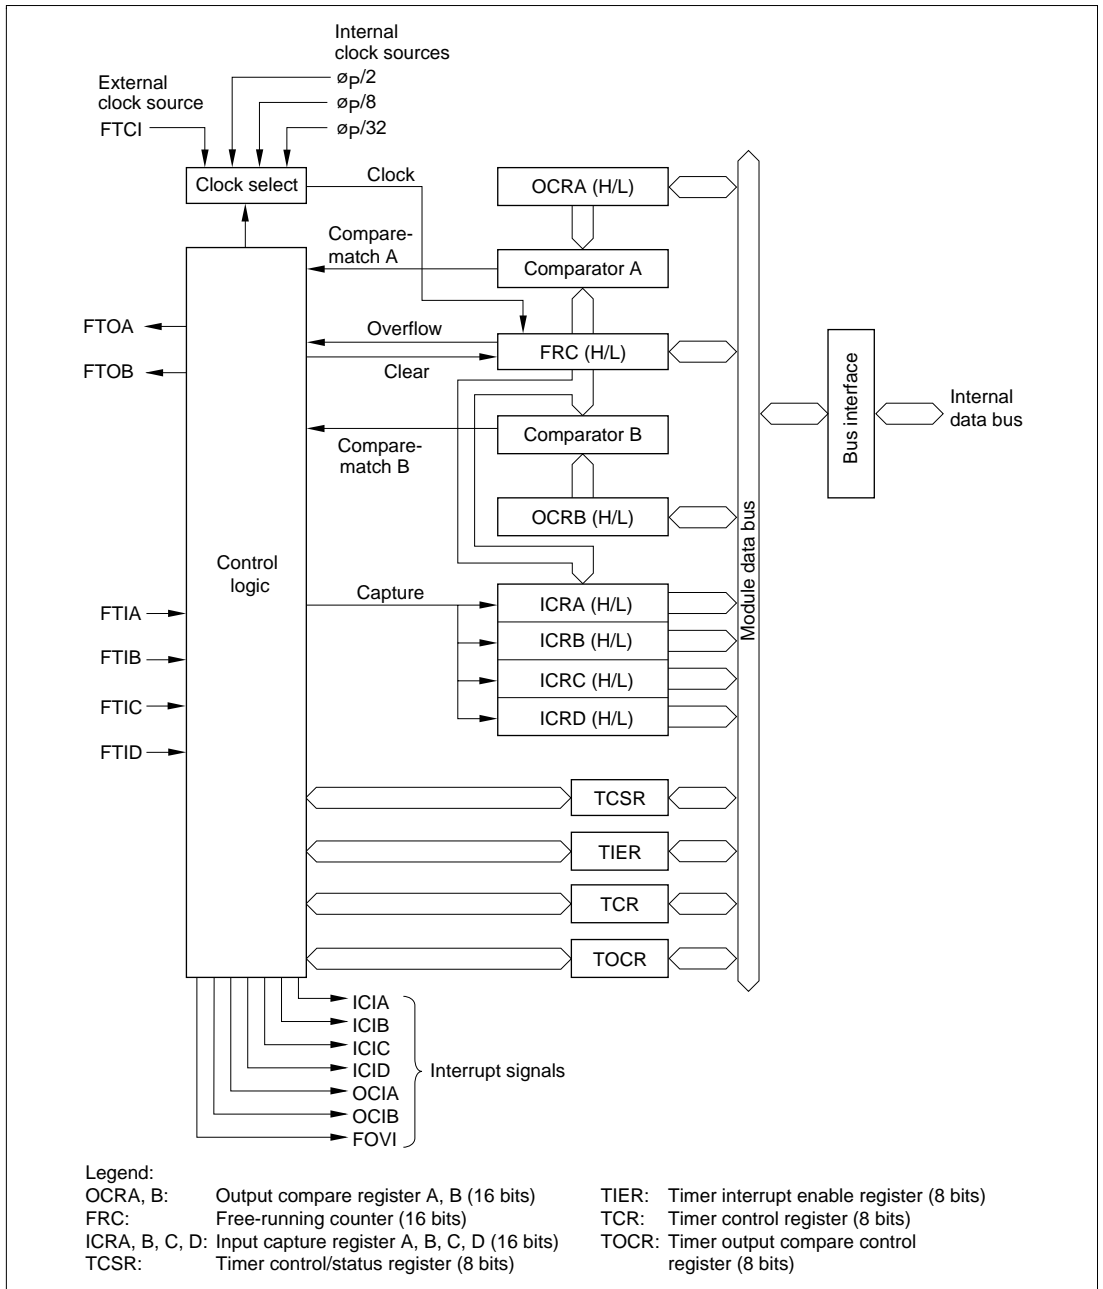 Internal
clock sources
External
clock source
øP/2
øP/8
FTCI
øP/32
Clock select
Clock
OCRA (H/L)
Compare-
match A
Comparator A
FTOA
Overflow
FRC (H/L)
FTOB
Clear
Bus interface
Internal
data bus
Comparator B
Compare-
match B
OCRB (H/L)
Module data bus
Control
logic
Capture
FTIA
ICRA (H/L)
FTIB
ICRB (H/L)
FTIC
ICRC (H/L)
FTID
ICRD (H/L)
TCSR
TIER
TCR
TOCR
ICIA
ICIB
ICIC
ICID
Interrupt signals
OCIA
OCIB
FOVI
Legend:
OCRA, B: Output compare register A, B (16 bits)
FRC: Free-running counter (16 bits)
ICRA, B, C, D: Input capture register A, B, C, D (16 bits)
TCSR: Timer control/status register (8 bits)
TIER: Timer interrupt enable register (8 bits)
TCR: Timer control register (8 bits)
TOCR: Timer output compare control
register (8 bits)